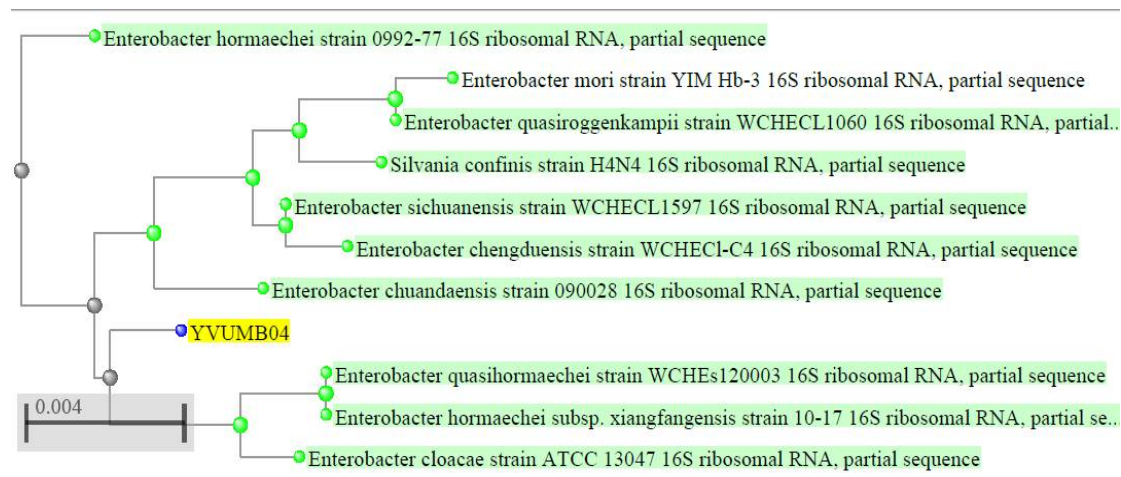 Enterobacter hormaechei strain 0992-77 16S ribosomal RNA, partial sequence
Enterobacter mori strain YIM Hb-3 16S ribosomal RNA, partial sequence
Enterobacter quasiroggenkampii strain WCHECL1060 16S ribosomal RNA, partial...
Silvania confinis strain H4N4 16S ribosomal RNA, partial sequence
Enterobacter sichuanensis strain WCHECL1597 16S ribosomal RNA, partial sequence
Enterobacter chengduensis strain WCHECl-C4 16S ribosomal RNA, partial sequence
Enterobacter chuandaensis strain 090028 16S ribosomal RNA, partial sequence
YVUMB04
Enterobacter quasihormaechei strain WCHEs120003 16S ribosomal RNA, partial sequence
0.004
Enterobacter hormaechei subsp. xiangfangensis strain 10-17 16S ribosomal RNA, partial se...
Enterobacter cloacae strain ATCC 13047 16S ribosomal RNA, partial sequence